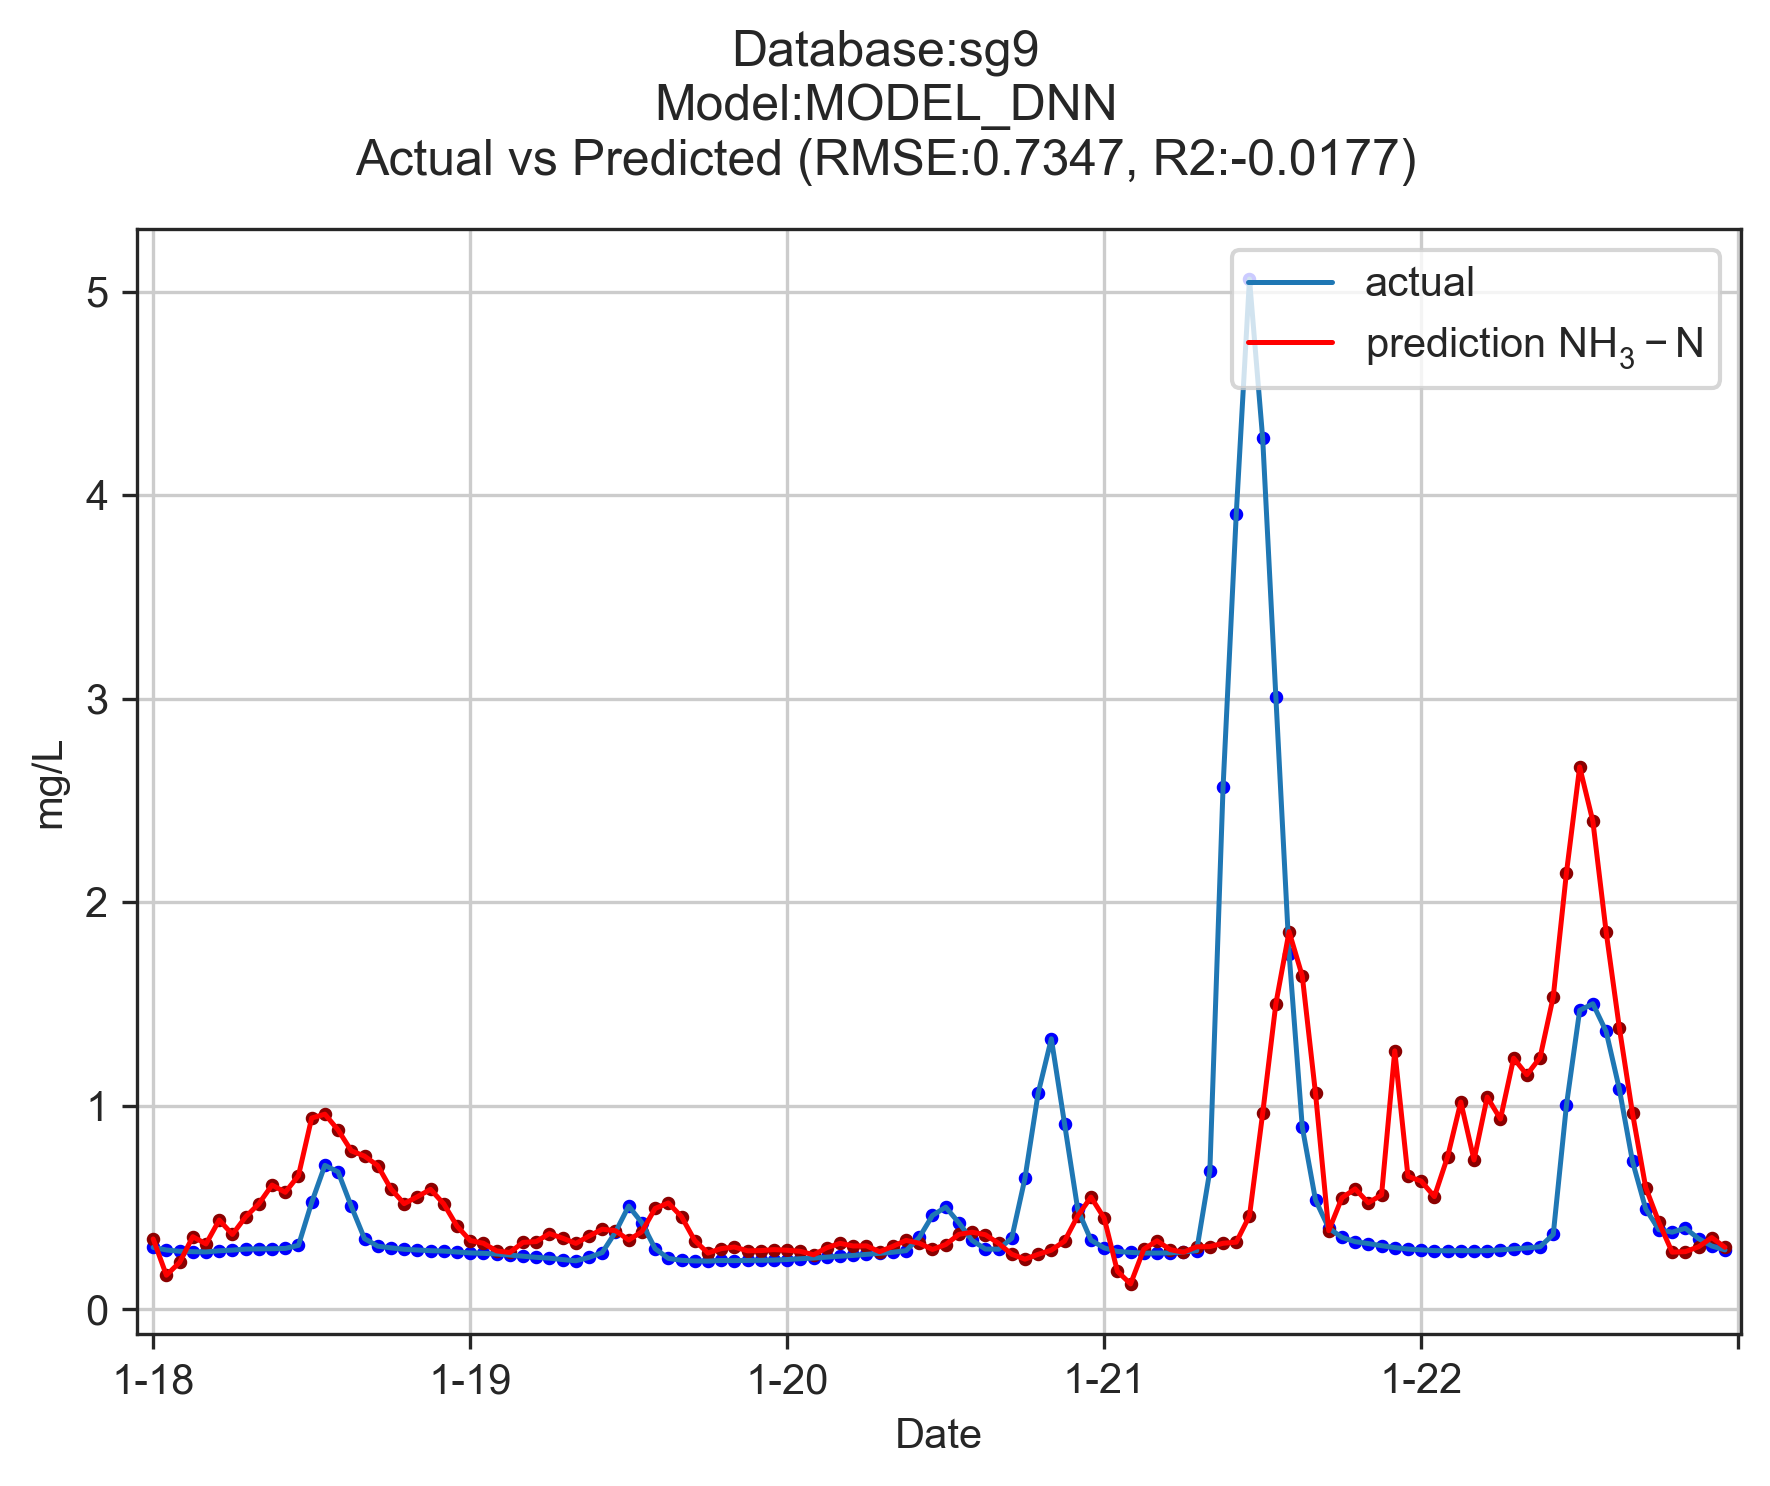 Database:sg9
Model:MODEL_DNN
Actual vs Predicted (RMSE:0.7347, R2:-0.0177)
actual
prediction NH₃ − N
5
4
3
2
1
0
mg/L
1-18 1-19 1-20 1-21 1-22
Date